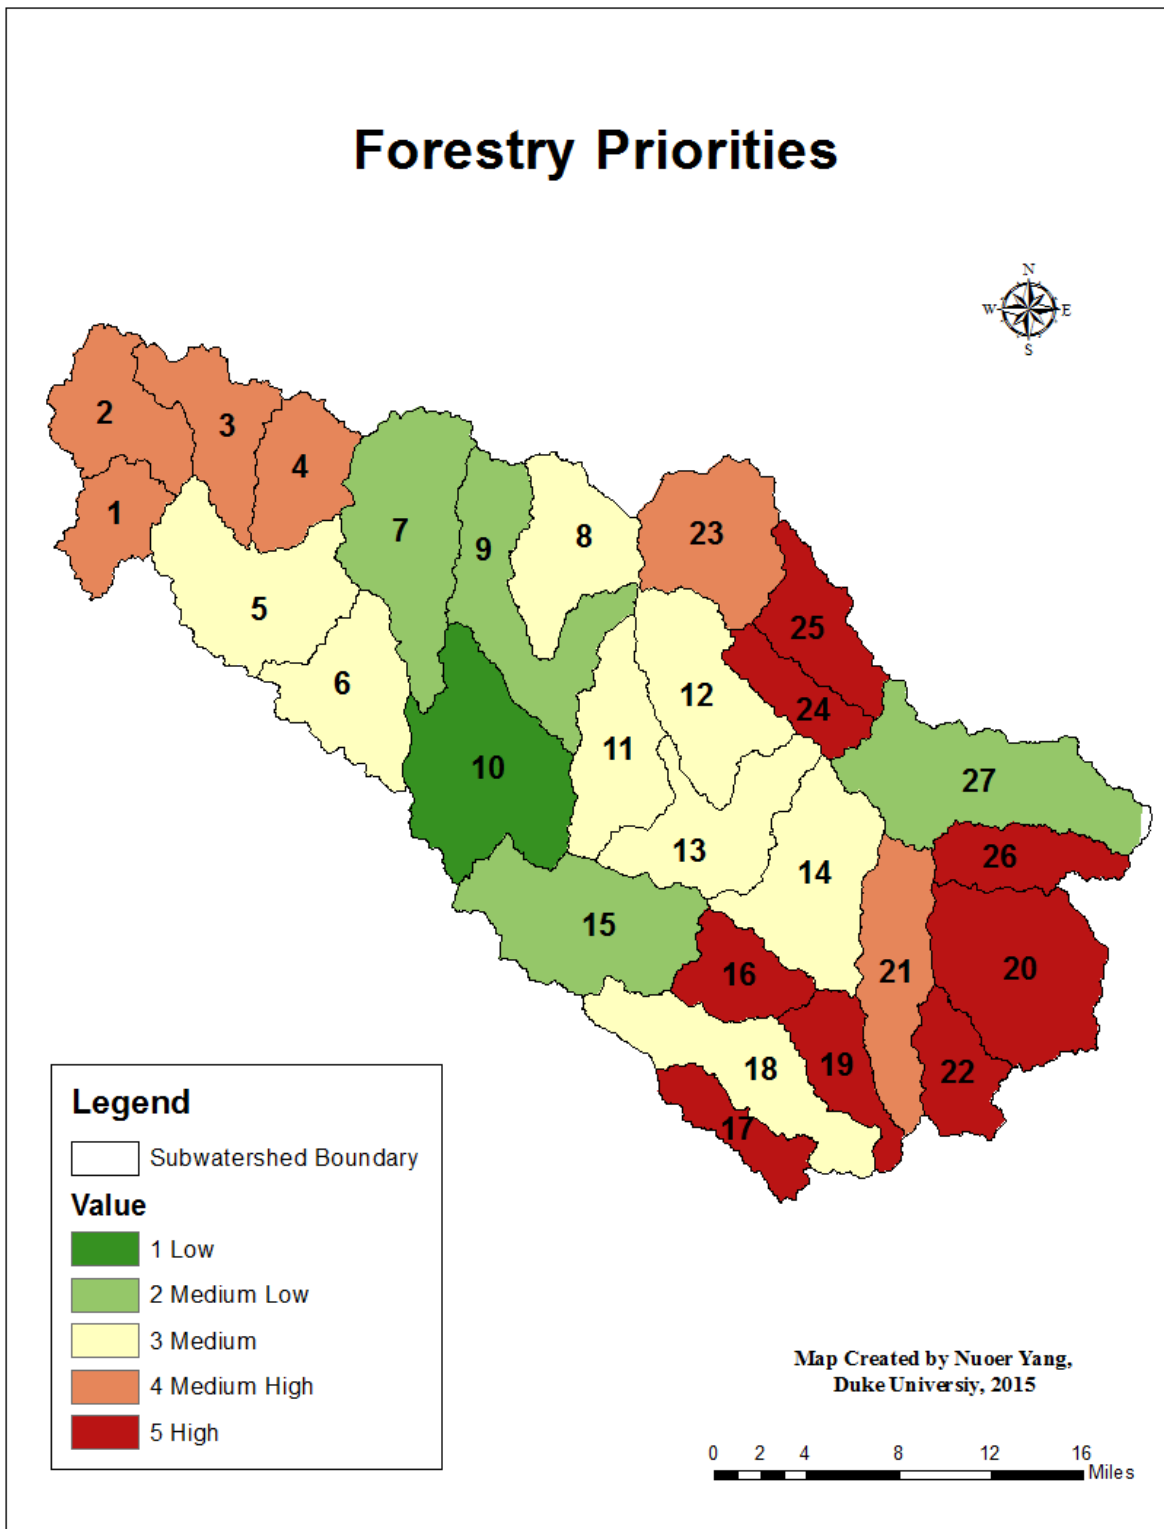 Forestry Priorities
N
W E
S
2
3
4
1
7
9
8
23
5
25
6
12
24
11
10
27
13
26
14
15
16
21
20
18
19
22
17
Legend
Subwatershed Boundary
Value
1 Low
2 Medium Low
3 Medium
4 Medium High
5 High
Map Created by Nuoer Yang,
Duke Universiy, 2015
0 2 4 8 12 16
Miles